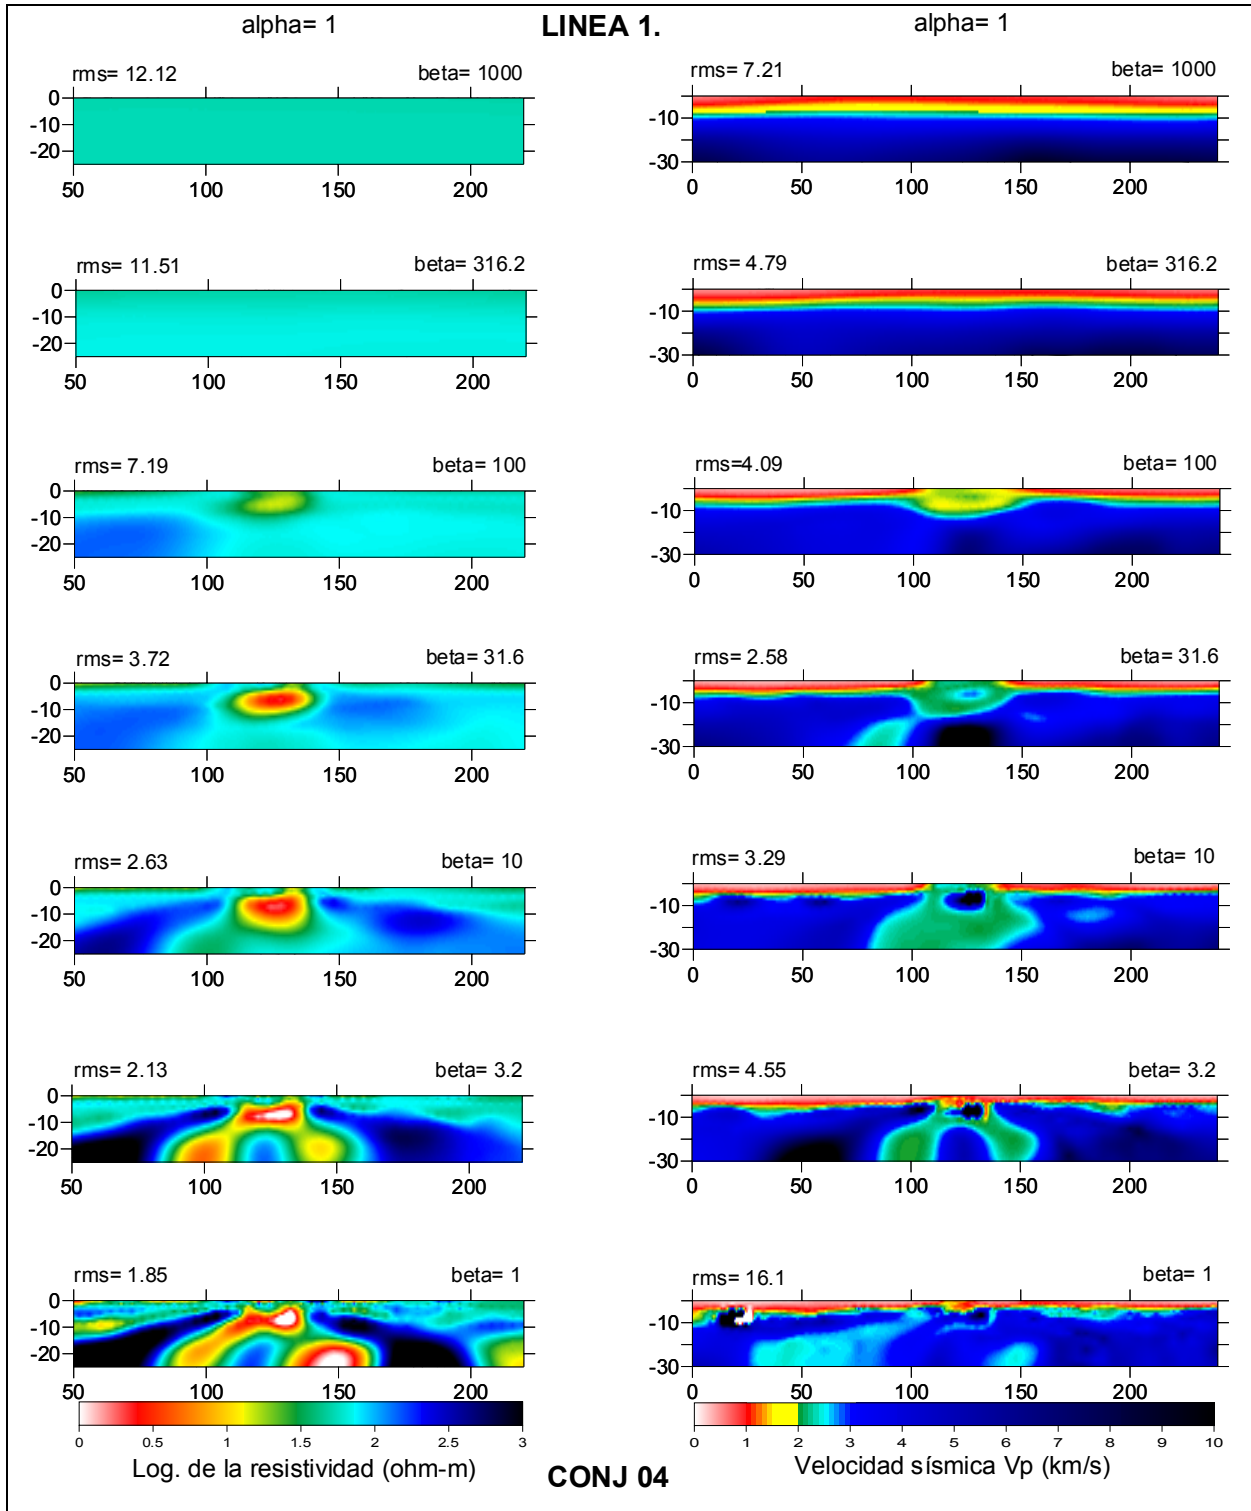 alpha= 1 LINEA 1. alpha= 1
rms= 12.12 beta= 1000 rms= 7.21 beta= 1000
0
-10
-20
50 100 150 200
-10
-30
0 50 100 150 200
rms= 11.51 beta= 316.2 rms= 4.79 beta= 316.2
0
-10
-20
50 100 150 200
-10
-30
0 50 100 150 200
rms= 7.19 beta= 100 rms=4.09 beta= 100
0
-10
-20
50 100 150 200
-10
-30
0 50 100 150 200
rms= 3.72 beta= 31.6 rms= 2.58 beta= 31.6
0
-10
-20
50 100 150 200
-10
-30
0 50 100 150 200
rms= 2.63 beta= 10 rms= 3.29 beta= 10
0
-10
-20
50 100 150 200
-10
-30
0 50 100 150 200
rms= 2.13 beta= 3.2 rms= 4.55 beta= 3.2
0
-10
-20
50 100 150 200
-10
-30
0 50 100 150 200
rms= 1.85 beta= 1 rms= 16.1 beta= 1
0
-10
-20
50 100 150 200
-10
-30
0 50 100 150 200
0 0.5 1 1.5 2 2.5 3
Log. de la resistividad (ohm-m)
0 1 2 3 4 5 6 7 8 9 10
Velocidad sísmica Vp (km/s)
CONJ 04